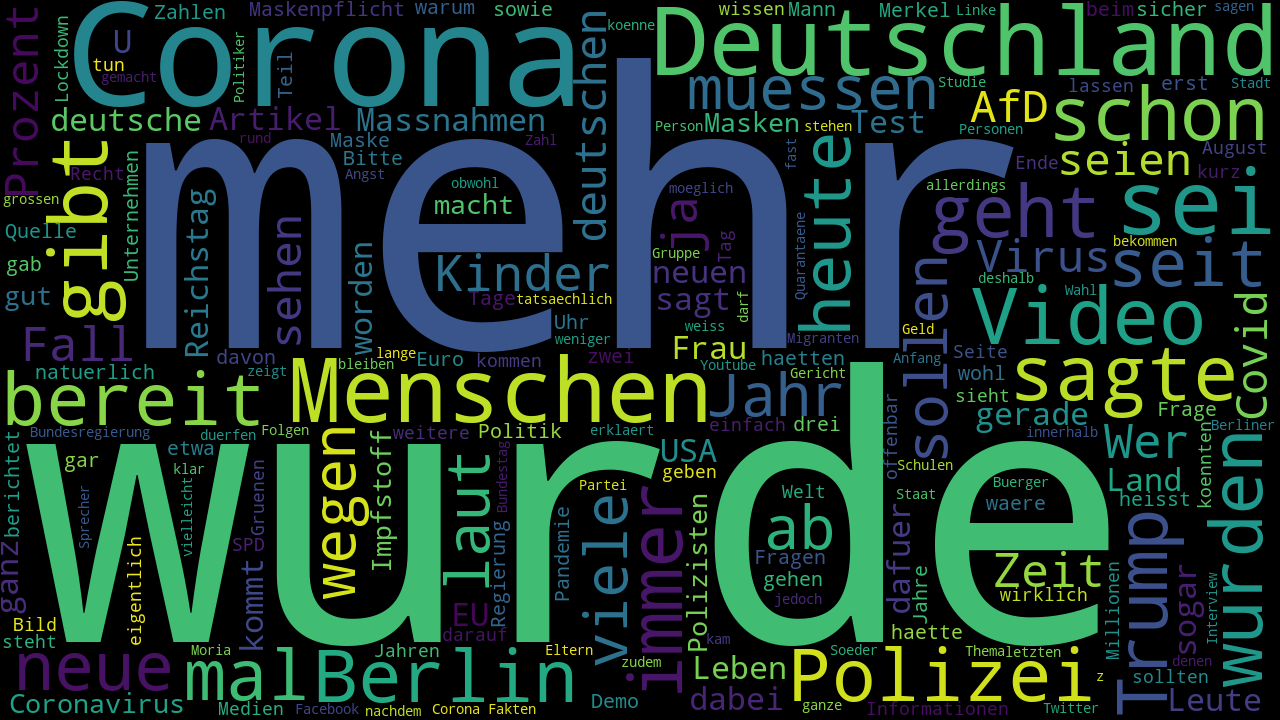 Zahlen Maskenpflicht warum sowie koenne wissen Mann Merkel Linke beim sicher sagen
Prozent
Lockdown
Corona
u
tun
gemacht
Politiker
Teil
deutschen
Deutschland
muessen
Studie
AfD
lassen erst Stadt
schon
deutsche Artikel Massnahmen
Person Masken stehen Test Personen
rund Maske Zahl
Bitte
Recht Angst
fast
Ende
seien
August
kurz
gibt
Unternehmen
grossen
Reichstag
sehen
obwohl
macht
moeglich
heute
allerdings
geht
sei
Quelle
gab
gut
mehr
worden
Kinder
ja
Gruppe
neuen
Tag
Quarantaene
Virus
bekommen
seit
deshalb
Wahl
Tage tatsaechlich
sagt
darf
Video
Covid
Fall
Uhr
weniger
weiss
Migranten
Geld
sollen
natuerlich
davon
lange
Euro kommen zwei
Frau
haetten
Anfang
Seite
sagte
zeigt
bleiben
Youtube
Gericht
wohl
bereit
Menschen
Jahr
sieht
gerade
Frage
Berliner
Bundesregierung duerfen Folgen weitere Politik erklaert einfach drei
offenbar
innerhalb
Wer
berichtet
gar
etwa
klar
wegen
Impfstoff
laut
Bundestag
USA
geben
Schulen
Land
heisst
koennten
wurden
wurde
Sprecher
vielleicht
Gruenen
Partei
viele
immer
Polizisten
Welt
ab
Staat
Buerger
waere
ganz
eigentlich
SPD
kommt
Regierung
Pandemie
Fragen
gehen
jedoch
dafuer
Jahre
Zeit
wirklich
Millionen
Trump
sogar
Interview
Bild
steht
EU
darauf
kam
haette
neue
Moria
mal
Jahren
Berlin
Eltern
zudem
Leben
Soeder
Thema letzten
denen
Polizei
z
sollten
Coronavirus
Medien Facebook nachdem Corona Fakten
Demo
dabei
ganze
Informationen
Twitter
Leute